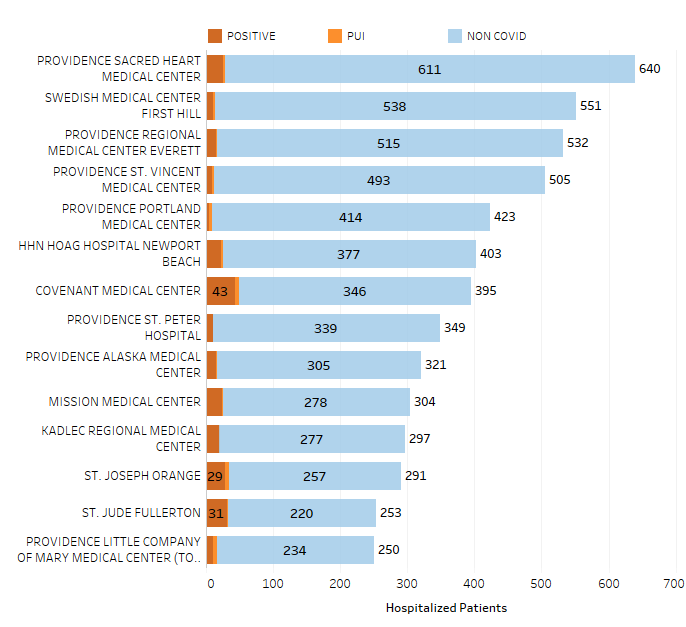 POSITIVE PUI NON COVID
PROVIDENCE SACRED HEART
MEDICAL CENTER
611 640
SWEDISH MEDICAL CENTER
FIRST HILL
538 551
PROVIDENCE REGIONAL
MEDICAL CENTER EVERETT
515 532
PROVIDENCE ST. VINCENT
MEDICAL CENTER
493 505
PROVIDENCE PORTLAND
MEDICAL CENTER
414 423
HHN HOAG HOSPITAL NEWPORT
BEACH
377 403
COVENANT MEDICAL CENTER 43 346 395
PROVIDENCE ST. PETER
HOSPITAL
339 349
PROVIDENCE ALASKA MEDICAL
CENTER
305 321
MISSION MEDICAL CENTER 278 304
KADLEC REGIONAL MEDICAL
CENTER
277 297
ST. JOSEPH ORANGE 29 257 291
ST. JUDE FULLERTON 31 220 253
PROVIDENCE LITTLE COMPANY
OF MARY MEDICAL CENTER (TO..
234 250
0 100 200 300 400 500 600 700
Hospitalized Patients